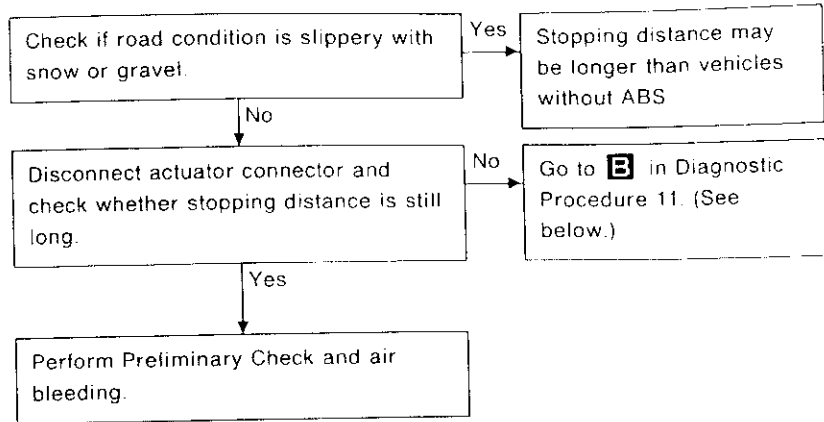 Check if road condition is slippery with
snow or gravel.
Yes
Stopping distance may
be longer than vehicles
without ABS
No
Disconnect actuator connector and
check whether stopping distance is still
long.
No
Go to B in Diagnostic
Procedure 11. (See
below.)
Yes
Perform Preliminary Check and air
bleeding.